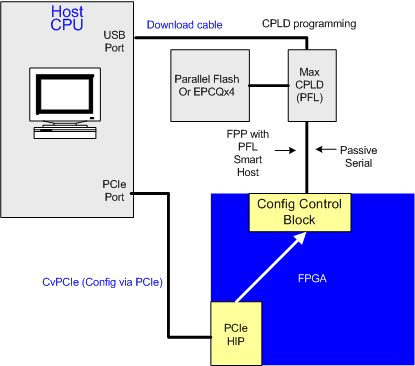 Host
CPU
USB
Port
Download cable
CPLD programming
Parallel Flash
Or EPCQx4
Max
CPLD
(PFL)
FPP with
PFL
Smart
Host
Passive
Serial
PCIe
Port
Config Control
Block
CvPCIe (Config via PCIe)
FPGA
PCIe
HIP